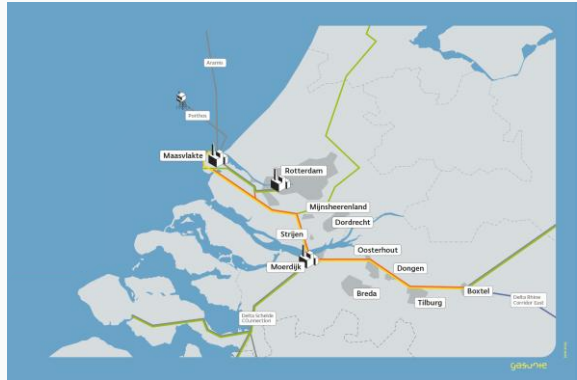 Aramis
Porthos
Maasvlakte
Rotterdam
Mijnsheerenland
Dordrecht
Strijen
Oosterhout
Moerdijk
Dongen
Breda
Tilburg
Boxtel
Delta Rhine
Corridor East
Delta Schelde
CO₂nnection
gasunie